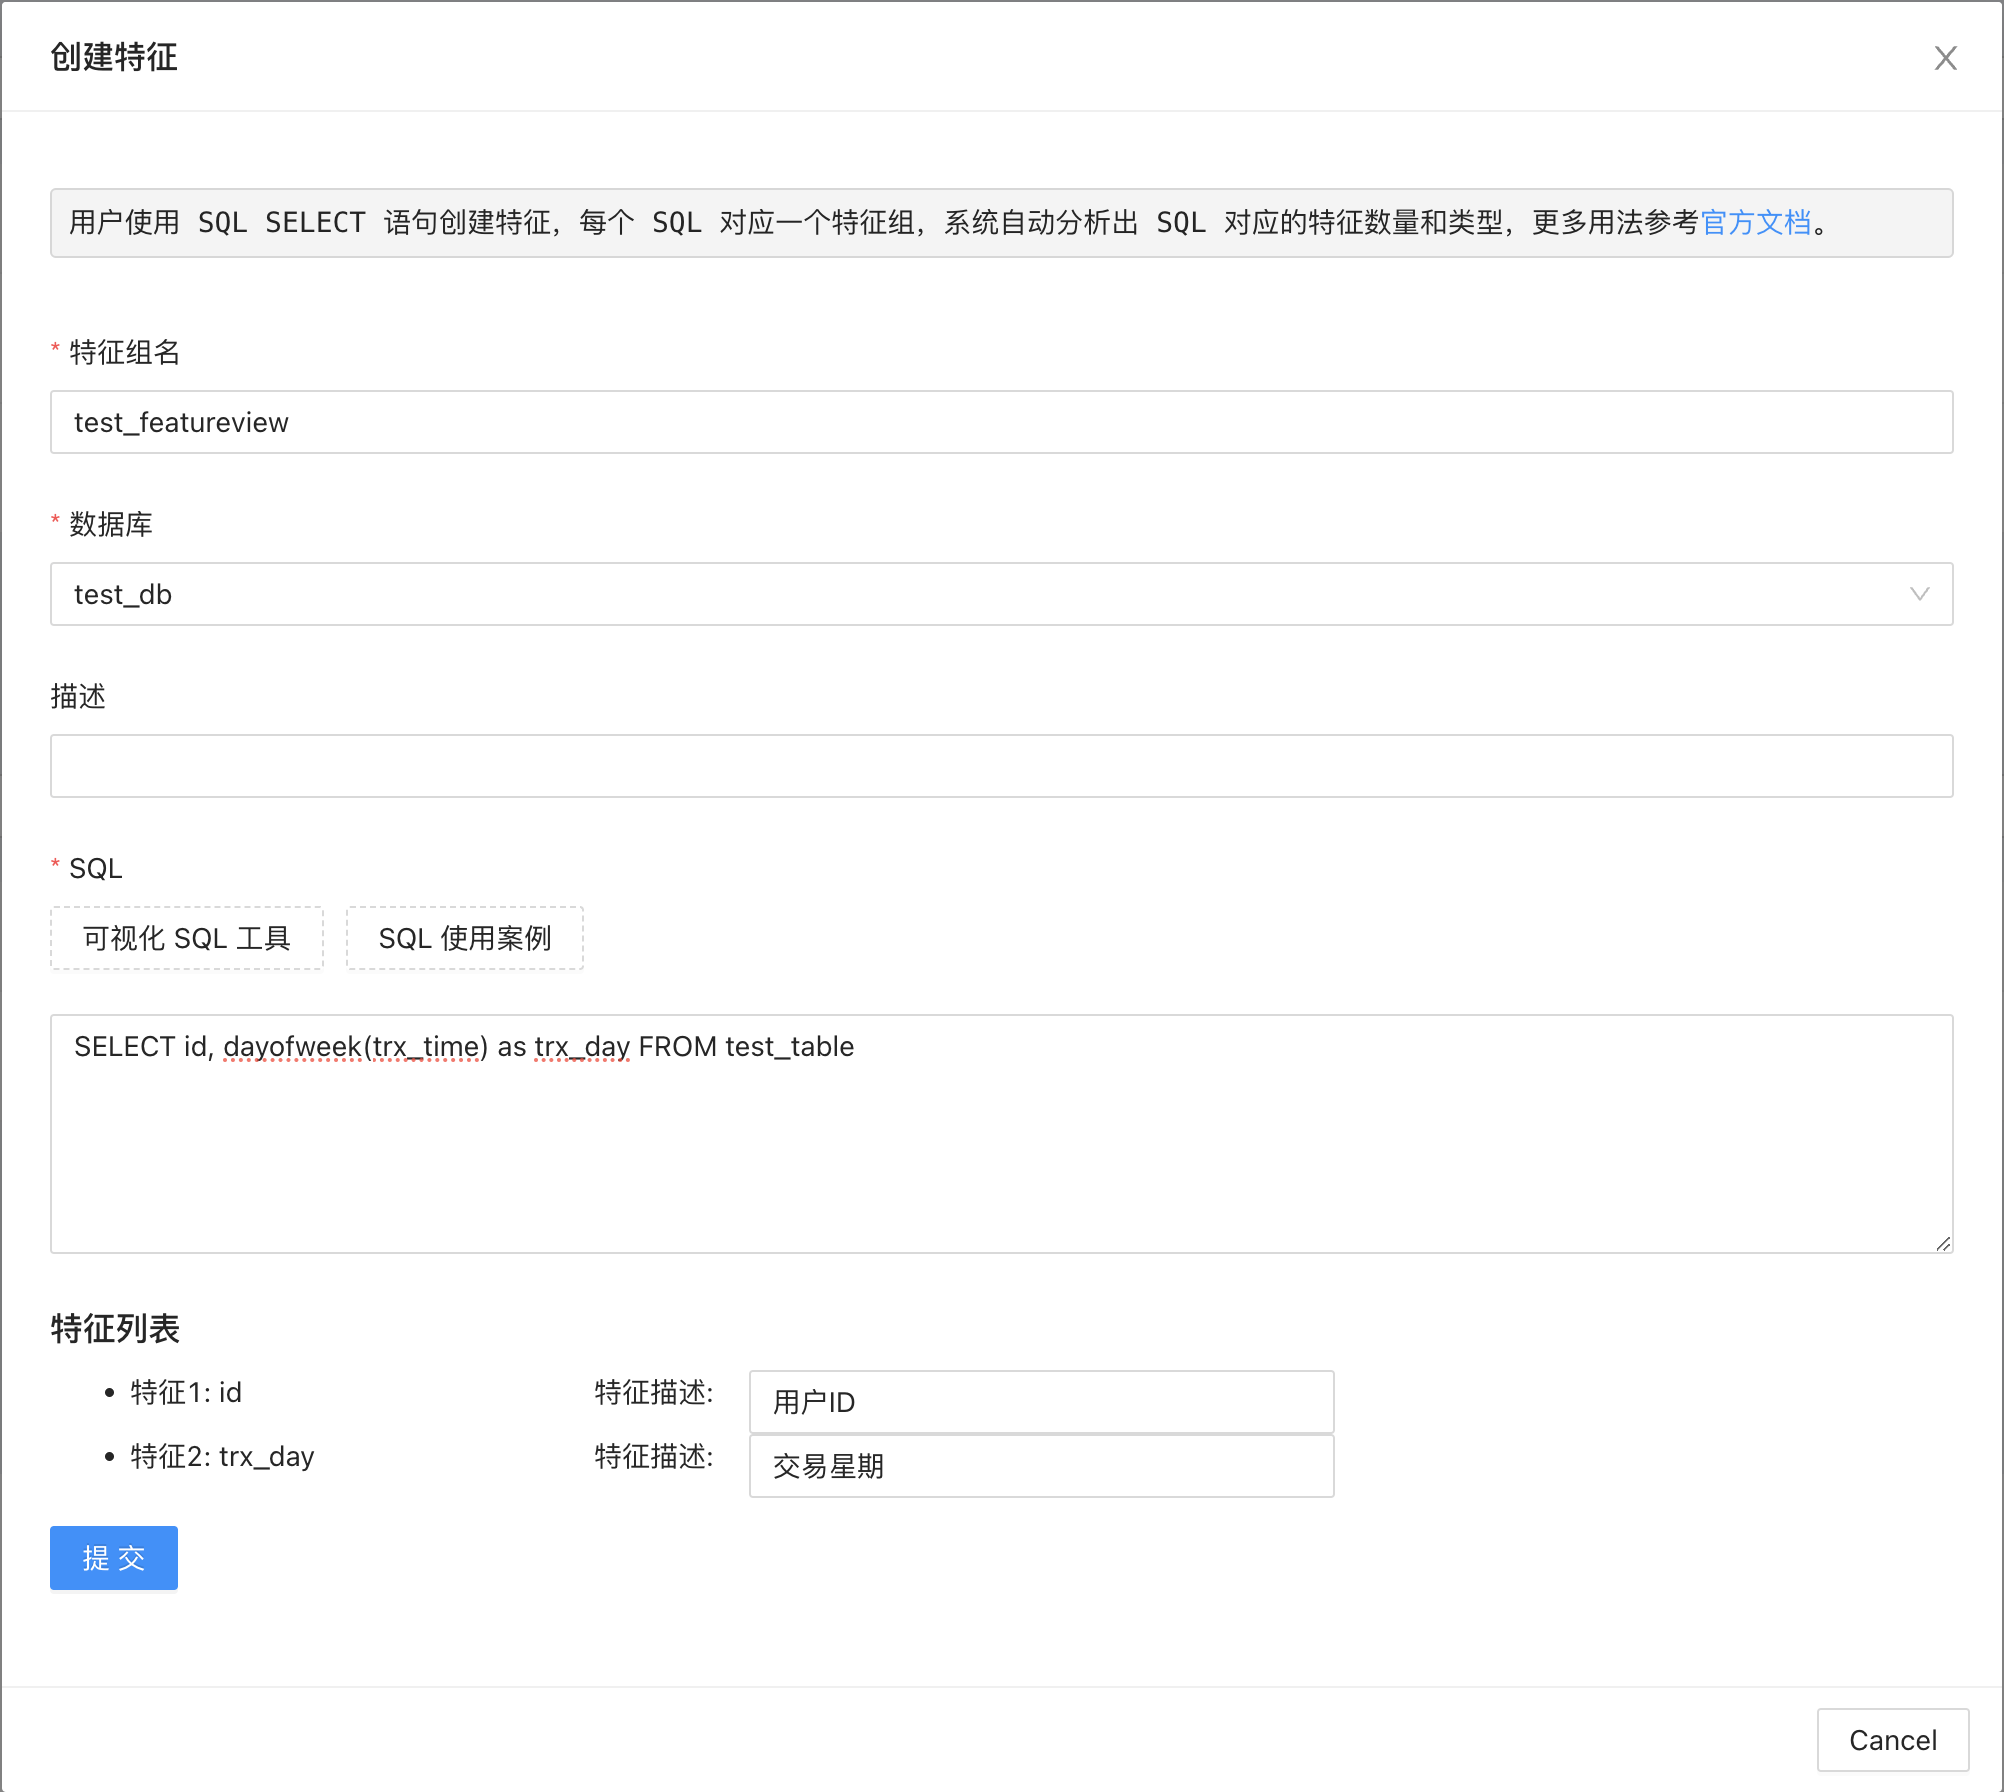 创建特征
用户使用 SQL SELECT 语句创建特征，每个 SQL 对应一个特征组，系统自动分析出 SQL 对应的特征数量和类型，更多用法参考官方文档。
* 特征组名
test_featureview
* 数据库
test_db
描述
* SQL
可视化 SQL 工具 SQL 使用案例
SELECT id, dayofweek(trx_time) as trx_day FROM test_table
特征列表
• 特征1: id 特征描述: 用户ID
• 特征2: trx_day 特征描述: 交易星期
提 交
Cancel